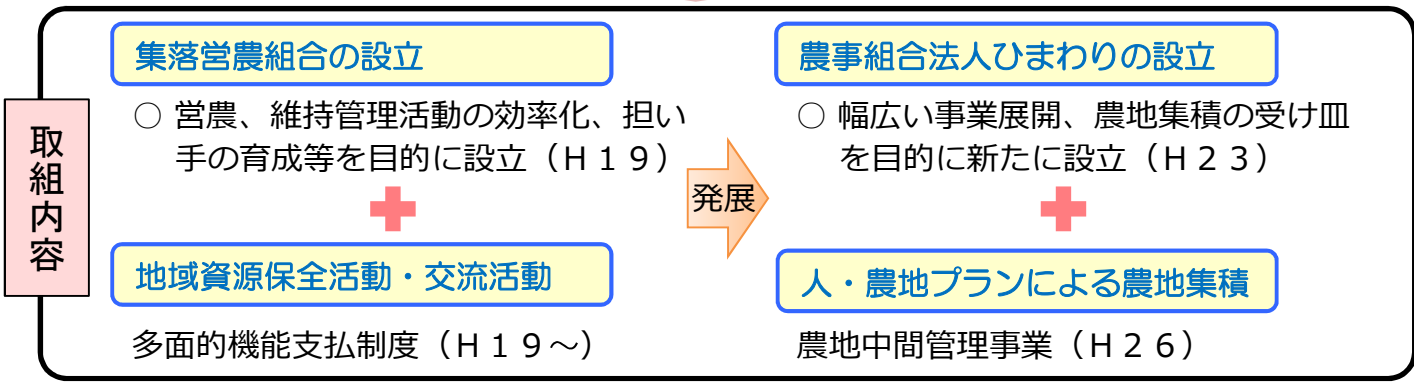 取組内容
集落営農組合の設立
○ 営農、維持管理活動の効率化、担い
手の育成等を目的に設立（Ｈ１９）
地域資源保全活動・交流活動
多面的機能支払制度（Ｈ１９～）
発展
農事組合法人ひまわりの設立
○ 幅広い事業展開、農地集積の受け皿
を目的に新たに設立（Ｈ２３）
人・農地プランによる農地集積
農地中間管理事業（Ｈ２６）